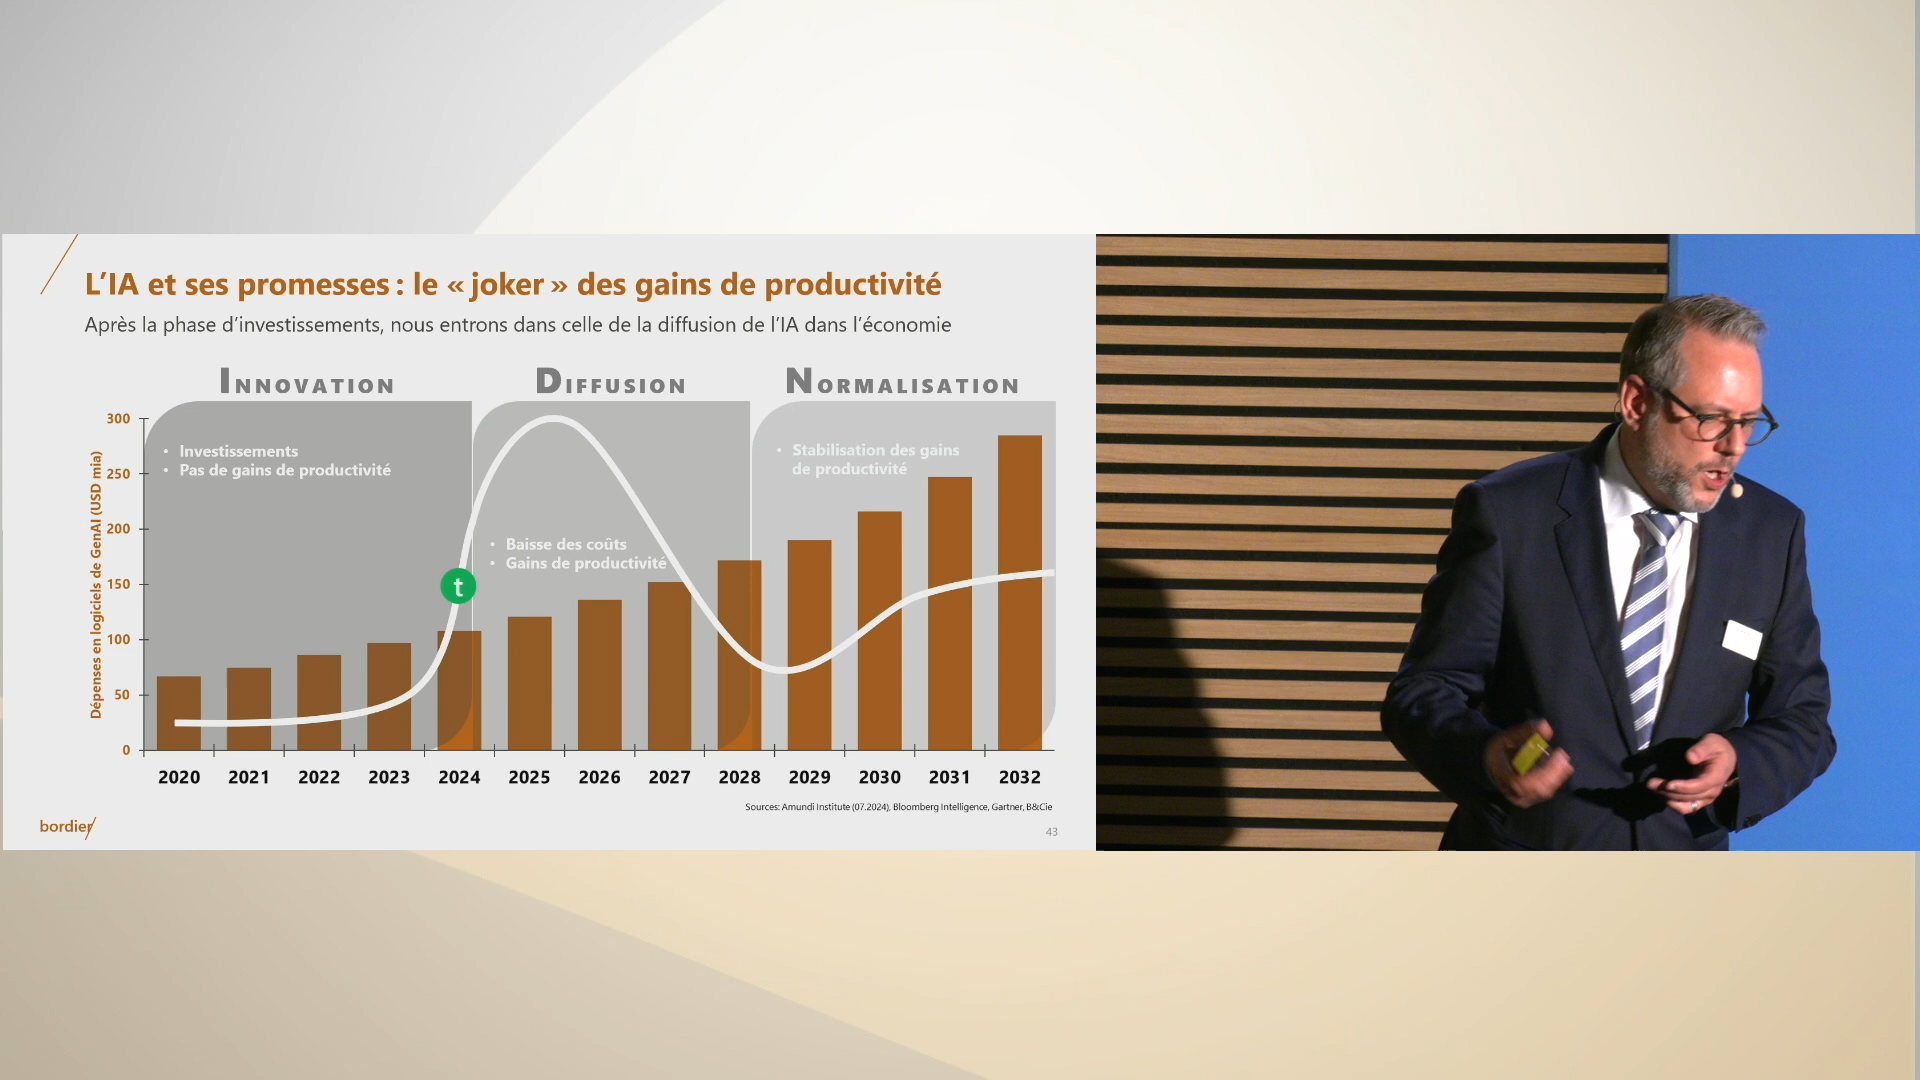 L’IA et ses promesses : le « joker » des gains de productivité
Après la phase d’investissements, nous entrons dans celle de la diffusion de l’IA dans l’économie
INNOVATION
DIFFUSION
NORMALISATION
Dépenses en logiciels de GenAI (USD mia)
300
250
200
150
100
50
0
• Investissements
• Pas de gains de productivité
• Baisse des coûts
• Gains de productivité
• Stabilisation des gains
de productivité
t
2020 2021 2022 2023 2024 2025 2026 2027 2028 2029 2030 2031 2032
Sources: Amundi Institute (07.2024), Bloomberg Intelligence, Gartner, B&Cie
bordier
43